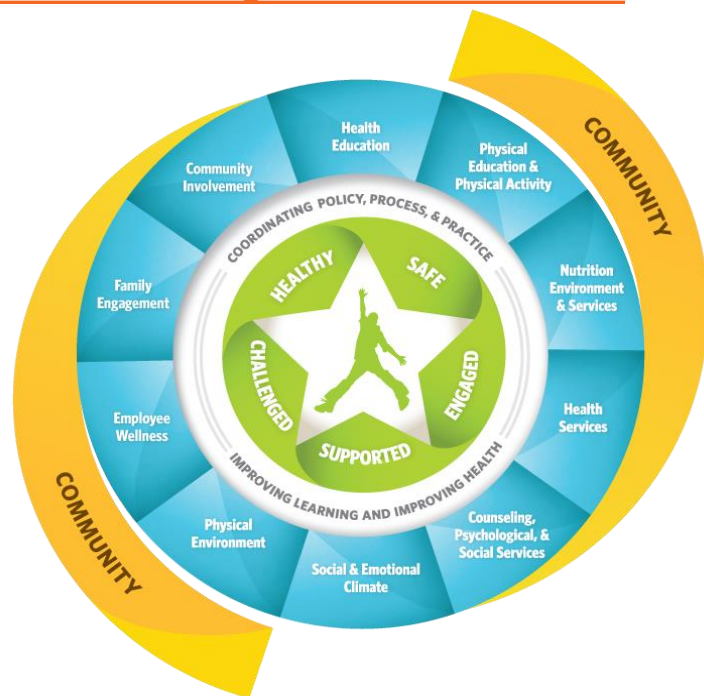 COMMUNITY
Health
Education
Physical
Education &
Physical Activity
Nutrition
Environment
& Services
Health
Services
Counseling,
Psychological, &
Social Services
Social & Emotional
Climate
Physical
Environment
Employee
Wellness
Family
Engagement
Community
Involvement
COORDINATING POLICY, PROCESS, & PRACTICE
HEALTHY
SAFE
ENGAGED
SUPPORTED
CHALLENGED
IMPROVING LEARNING AND IMPROVING HEALTH
COMMUNITY